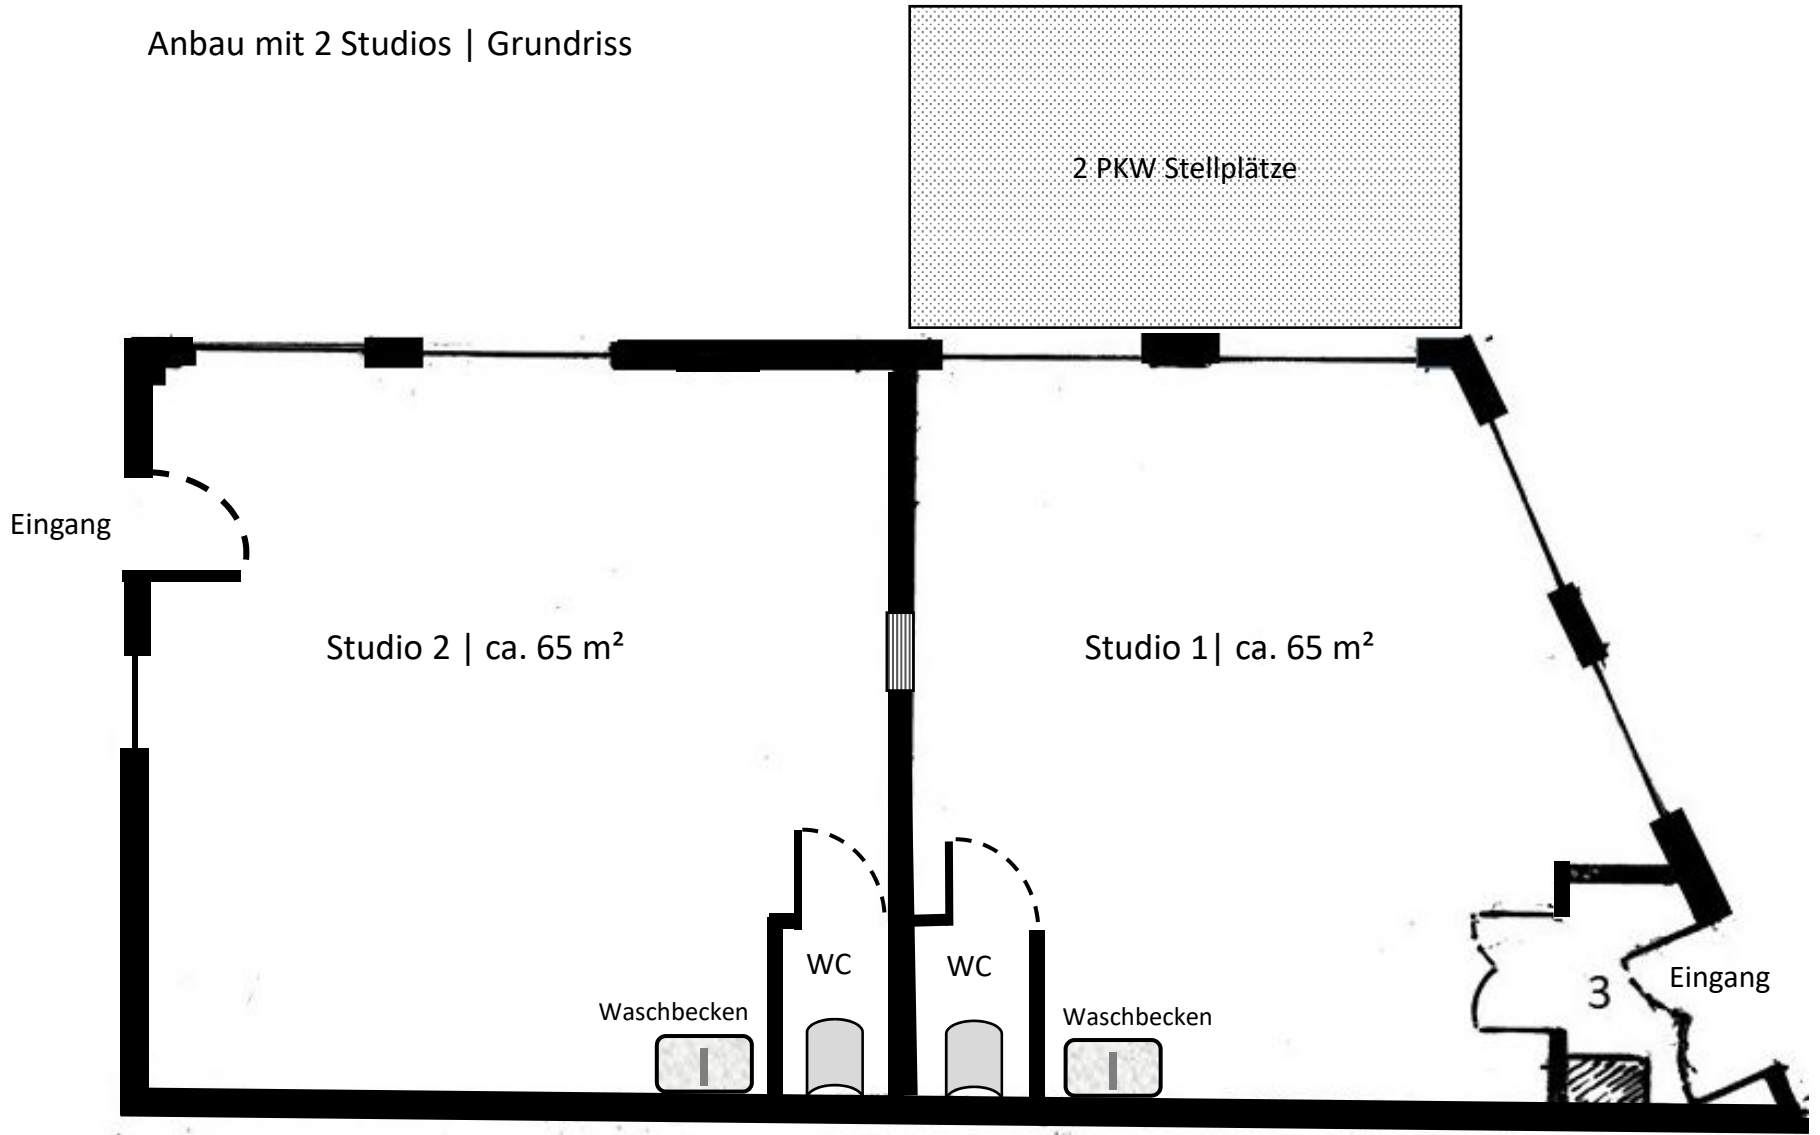 Anbau mit 2 Studios | Grundriss
2 PKW Stellplätze
Eingang
Studio 2 | ca. 65 m²
Studio 1| ca. 65 m²
WC
WC
Eingang
3
Waschbecken
Waschbecken